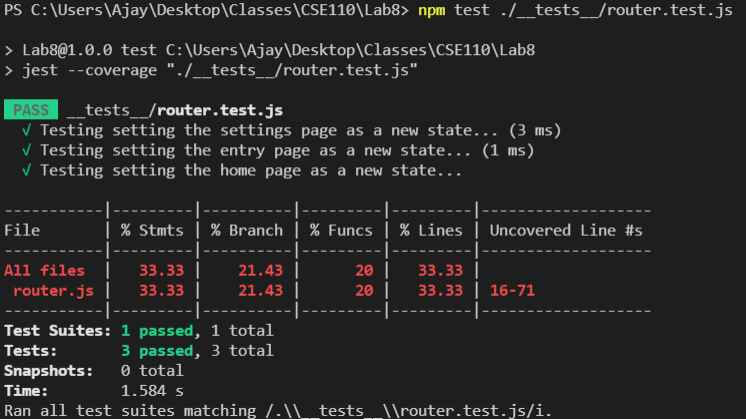 PS C:\Users\Ajay\Desktop\Classes\CSE110\Lab8> npm test ./__tests__/router.test.js
> Lab8@1.0.0 test C:\Users\Ajay\Desktop\Classes\CSE110\Lab8
> jest --coverage "./__tests__/router.test.js"
PASS __tests__/router.test.js
√ Testing setting the settings page as a new state... (3 ms)
√ Testing setting the entry page as a new state... (1 ms)
√ Testing setting the home page as a new state...
-----------|---------|----------|---------|---------|-------------------
File       | % Stmts | % Branch | % Funcs | % Lines | Uncovered Line #s
-----------|---------|----------|---------|---------|-------------------
All files  |   33.33 |    21.43 |      20 |   33.33 |
 router.js |   33.33 |    21.43 |      20 |   33.33 | 16-71
-----------|---------|----------|---------|---------|-------------------
Test Suites: 1 passed, 1 total
Tests:       3 passed, 3 total
Snapshots:   0 total
Time:        1.584 s
Ran all test suites matching /.\\__tests__\\router.test.js/i.